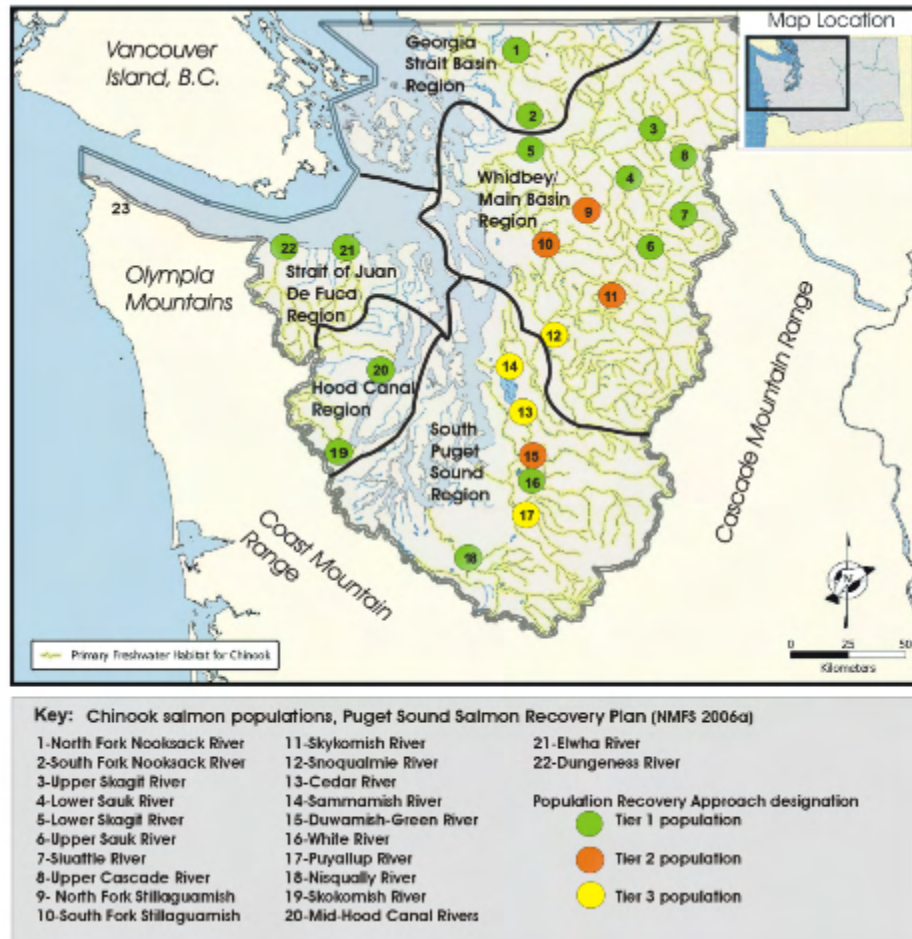 Map Location
Vancouver
Island, B.C.
Georgia
Strait Basin
Region
1
2
3
5
8
4
Whidbey/
Main Basin
Region
9
7
10
6
23
22
21
Strait of Juan
De Fuca
Region
Olympia
Mountains
11
12
14
20
Hood Canal
Region
13
South
Puget
Sound
Region
15
19
16
17
18
Cascade Mountain Range
Coast Mountain
Range
N
Primary Freshwater Habitat for Chinook
0 25 50
Kilometers
Key: Chinook salmon populations, Puget Sound Salmon Recovery Plan (NMFS 2006a)
1-North Fork Nooksack River
2-South Fork Nooksack River
3-Upper Skagit River
4-Lower Sauk River
5-Lower Skagit River
6-Upper Sauk River
7-Siuattle River
8-Upper Cascade River
9- North Fork Stillaguamish
10-South Fork Stillaguamish
11-Skykomish River
12-Snoqualmie River
13-Cedar River
14-Sammamish River
15-Duwamish-Green River
16-White River
17-Puyallup River
18-Nisqually River
19-Skokomish River
20-Mid-Hood Canal Rivers
21-Elwha River
22-Dungeness River
Population Recovery Approach designation
Tier 1 population
Tier 2 population
Tier 3 population